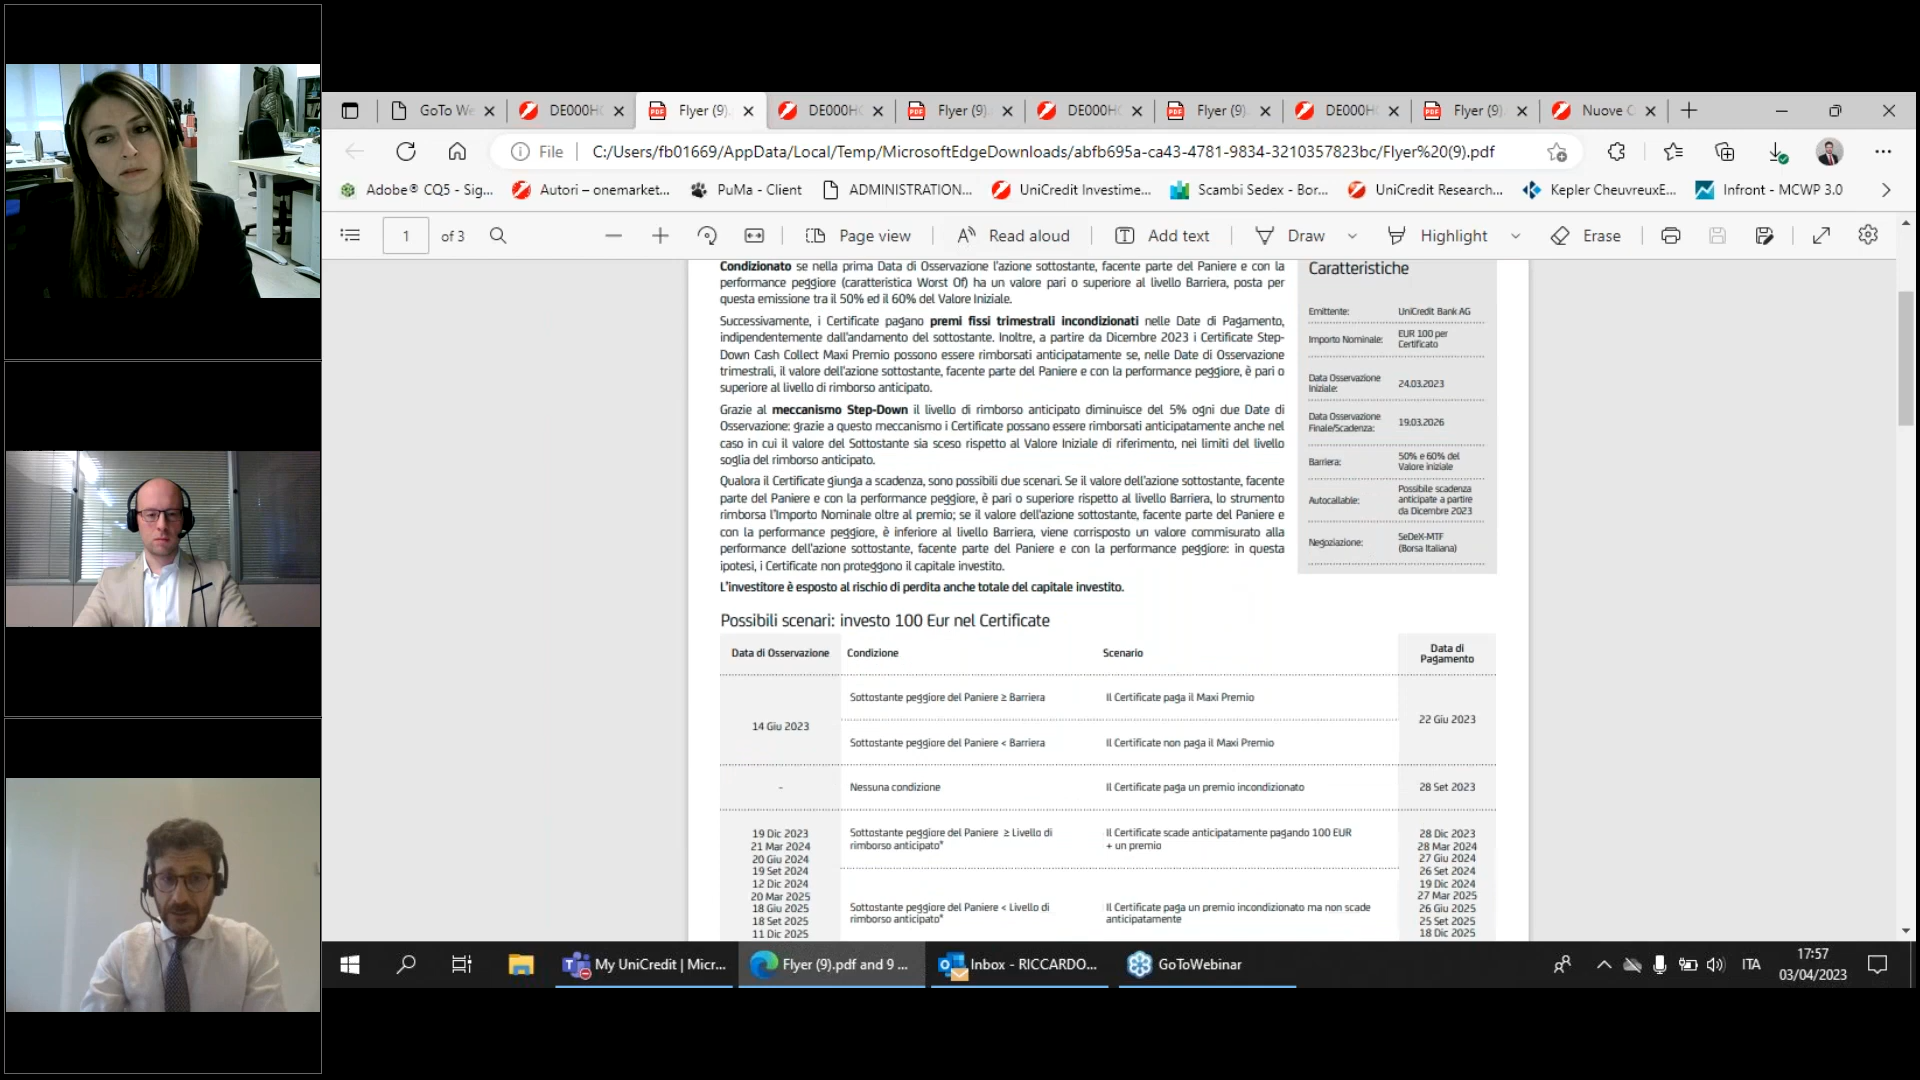 GoTo We
DE000H
Flyer (9).
DE000H
Flyer (9).
DE000H
Flyer (9).
DE000H
Flyer (9).
Nuove C
File
C:/Users/fb01669/AppData/Local/Temp/MicrosoftEdgeDownloads/abfb695a-ca43-4781-9834-3210357823bc/Flyer%20(9).pdf
Adobe® CQ5 - Sig...
Autori – onemarket...
PuMa - Client
ADMINISTRATION...
UniCredit Investime...
Scambi Sedex - Bor...
UniCredit Research...
Kepler CheuvreuxE...
Infront - MCWP 3.0
1 of 3
Page view
Read aloud
Add text
Draw
Highlight
Erase
Condizionato se nella prima Data di Osservazione l'azione sottostante, facente parte del Paniere e con la
performance peggiore (caratteristica Worst Of) ha un valore pari o superiore al livello Barriera, posta per
questa emissione tra il 50% ed il 60% del Valore Iniziale.
Successivamente, i Certificate pagano premi fissi trimestrali incondizionati nelle Date di Pagamento,
indipendentemente dall'andamento del sottostante. Inoltre, a partire da Dicembre 2023 i Certificate Step-
Down Cash Collect Maxi Premio possono essere rimborsati anticipatamente se, nelle Date di Osservazione
trimestrali, il valore dell'azione sottostante, facente parte del Paniere e con la performance peggiore, è pari o
superiore al livello di rimborso anticipato.
Grazie al meccanismo Step-Down il livello di rimborso anticipato diminuisce del 5% ogni due Date di
Osservazione: grazie a questo meccanismo i Certificate possano essere rimborsati anticipatamente anche nel
caso in cui il valore del Sottostante sia sceso rispetto al Valore Iniziale di riferimento, nei limiti del livello
soglia del rimborso anticipato.
Qualora il Certificate giunga a scadenza, sono possibili due scenari. Se il valore dell'azione sottostante, facente
parte del Paniere e con la performance peggiore, è pari o superiore rispetto al livello Barriera, lo strumento
rimborsa l'Importo Nominale oltre al premio; se il valore dell'azione sottostante, facente parte del Paniere e
con la performance peggiore, è inferiore al livello Barriera, viene corrisposto un valore commisurato alla
performance dell'azione sottostante, facente parte del Paniere e con la performance peggiore: in questa
ipotesi, i Certificate non proteggono il capitale investito.
L'investitore è esposto al rischio di perdita anche totale del capitale investito.
Caratteristiche
Emittente: UniCredit Bank AG
Importo Nominale: EUR 100 per
Certificato
Data Osservazione
Iniziale: 24.03.2023
Data Osservazione
Finale/Scadenza: 19.03.2026
Barriera: 50% e 60% del
Valore iniziale
Autocallable: Possibile scadenza
anticipate a partire
da Dicembre 2023
Negoziazione: SeDeX-MTF
(Borsa Italiana)
Possibili scenari: investo 100 Eur nel Certificate
Data di Osservazione
Condizione
Scenario
Data di
Pagamento
14 Giu 2023
Sottostante peggiore del Paniere ≥ Barriera
Il Certificate paga il Maxi Premio
22 Giu 2023
Sottostante peggiore del Paniere < Barriera
Il Certificate non paga il Maxi Premio
-
Nessuna condizione
Il Certificate paga un premio incondizionato
28 Set 2023
19 Dic 2023
21 Mar 2024
20 Giu 2024
19 Set 2024
12 Dic 2024
20 Mar 2025
18 Giu 2025
18 Set 2025
11 Dic 2025
Sottostante peggiore del Paniere ≥ Livello di
rimborso anticipato*
Il Certificate scade anticipatamente pagando 100 EUR
+ un premio
Sottostante peggiore del Paniere < Livello di
rimborso anticipato*
Il Certificate paga un premio incondizionato ma non scade
anticipatamente
28 Dic 2023
28 Mar 2024
27 Giu 2024
26 Set 2024
19 Dic 2024
27 Mar 2025
26 Giu 2025
25 Set 2025
18 Dic 2025
My UniCredit | Micr...
Flyer (9).pdf and 9 ...
Inbox - RICCARDO...
GoToWebinar
ITA
17:57
03/04/2023